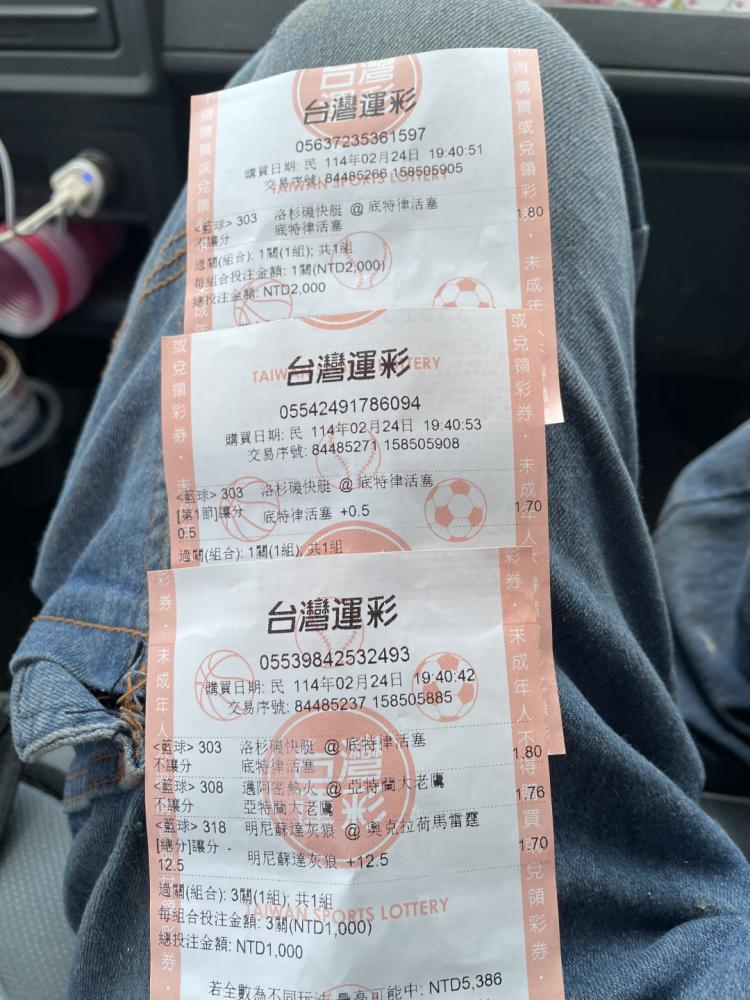 台灣運彩
05637235361597
購買日期: 民 114年02月24日 19:40:51
交易序號: 84485266 158505905
TAIWAN SPORTS LOTTERY
<籃球> 303 洛杉磯快艇 @ 底特律活塞
不讓分 底特律活塞 1.80
過關(組合): 1關(1組); 共1組
每組合投注金額: 1關(NTD2,000)
總投注金額: NTD2,000
台灣運彩
05542491786094
購買日期: 民 114年02月24日 19:40:53
交易序號: 84485271 158505908
<籃球> 303 洛杉磯快艇 @ 底特律活塞
[第1節]讓分 底特律活塞 +0.5 1.70
0.5
過關(組合): 1關(1組); 共1組
台灣運彩
05539842532493
購買日期: 民 114年02月24日 19:40:42
交易序號: 84485237 158505885
<籃球> 303 洛杉磯快艇 @ 底特律活塞
不讓分 底特律活塞 1.80
<籃球> 308 邁阿密熱火 @ 亞特蘭大老鷹
不讓分 亞特蘭大老鷹 1.76
<籃球> 318 明尼蘇達灰狼 @ 奧克拉荷馬雷霆
[總分]讓分 - 明尼蘇達灰狼 +12.5 1.70
12.5
過關(組合): 3關(1組); 共1組
每組合投注金額: 3關(NTD1,000)
TAIWAN SPORTS LOTTERY
總投注金額: NTD1,000
若全數為不同玩法,最高可能中: NTD5,386